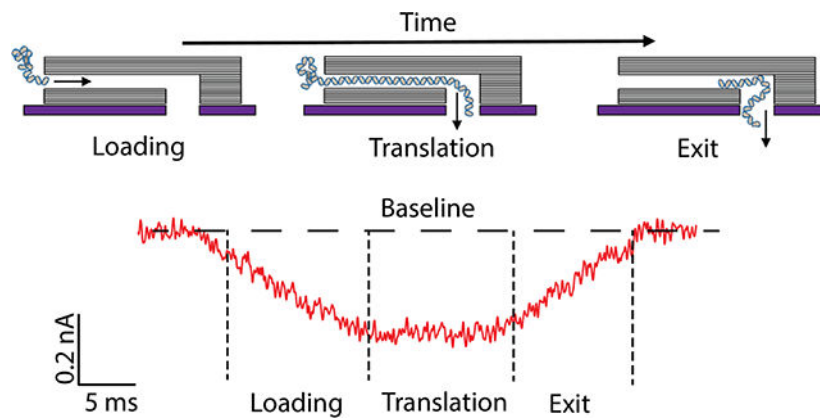 Time
Loading
Translation
Exit
Baseline
0.2 nA
5 ms
Loading
Translation
Exit